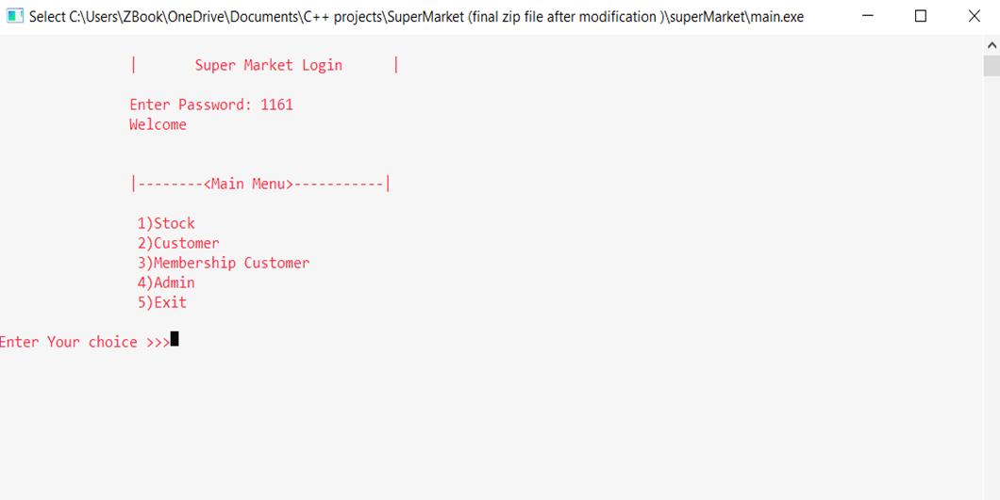 Select C:\Users\ZBook\OneDrive\Documents\C++ projects\SuperMarket (final zip file after modification )\superMarket\main.exe
|       Super Market Login      |
Enter Password: 1161
Welcome
|--------<Main Menu>-----------|
1)Stock
2)Customer
3)Membership Customer
4)Admin
5)Exit
Enter Your choice >>>